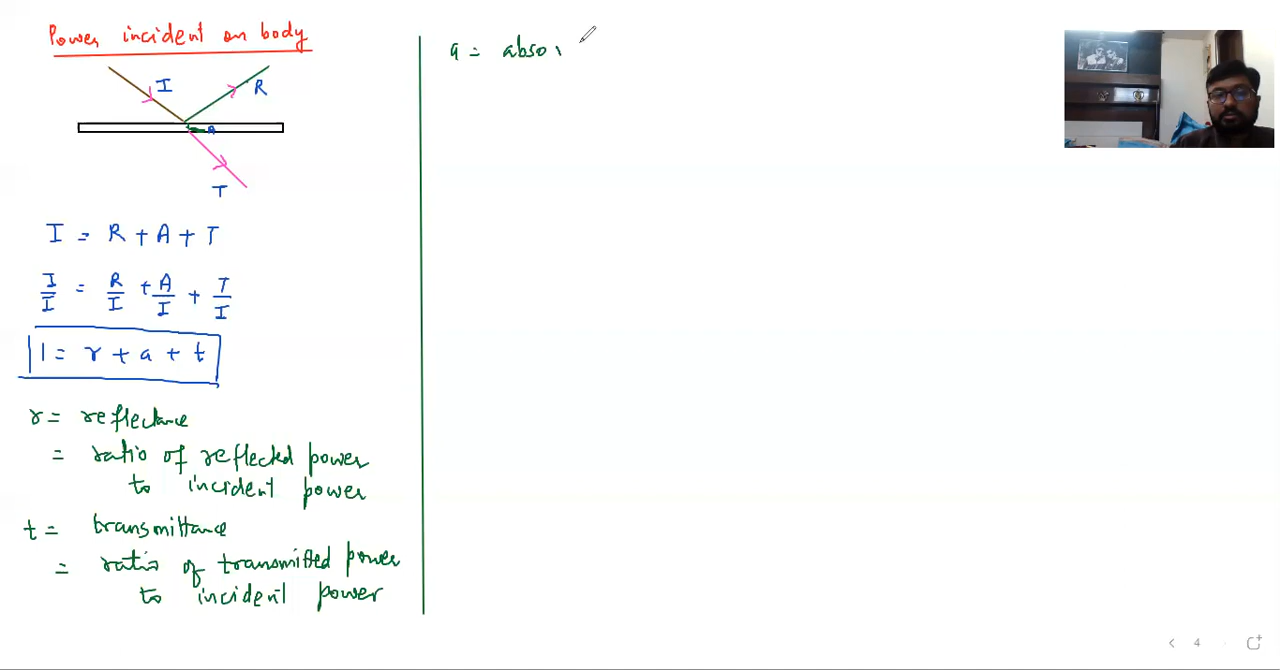 Power incident on body
I
R
A
T
I = R + A + T
I/I = R/I + A/I + T/I
1 = r + a + t
r = reflectance
= ratio of reflected power
to incident power
t = transmittance
= ratio of transmitted power
to incident power
a = absor
< 4